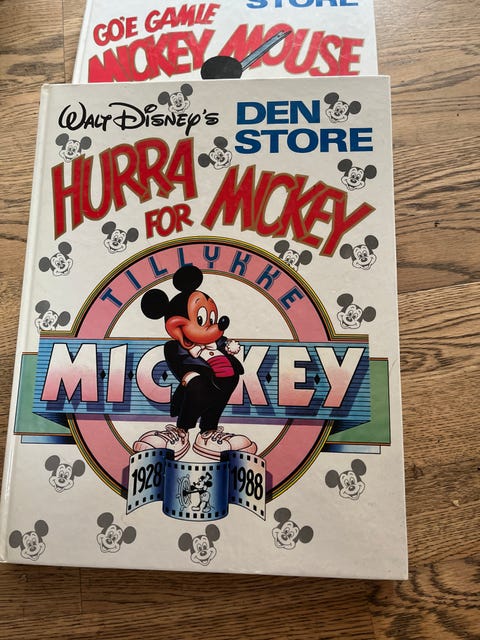 STORE
GO'E GAMLE
MICKEY MOUSE
WALT DISNEY'S
DEN
STORE
HURRA
FOR MICKEY
TILLYKKE
MICKEY
1928
1988